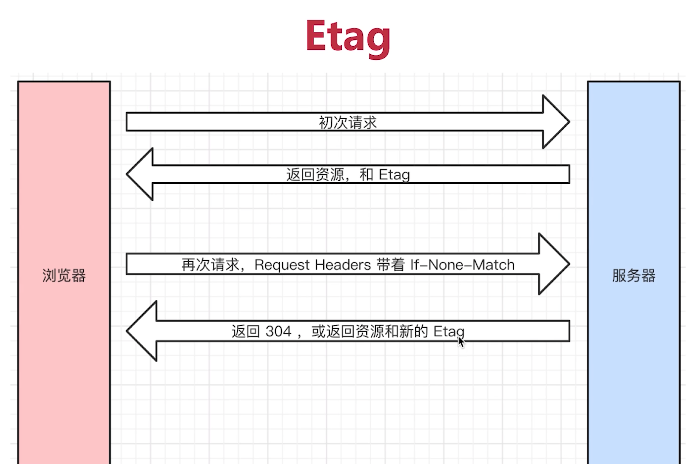 Etag
初次请求
返回资源，和 Etag
再次请求，Request Headers 带着 If-None-Match
浏览器
服务器
返回 304 ，或返回资源和新的 Etag